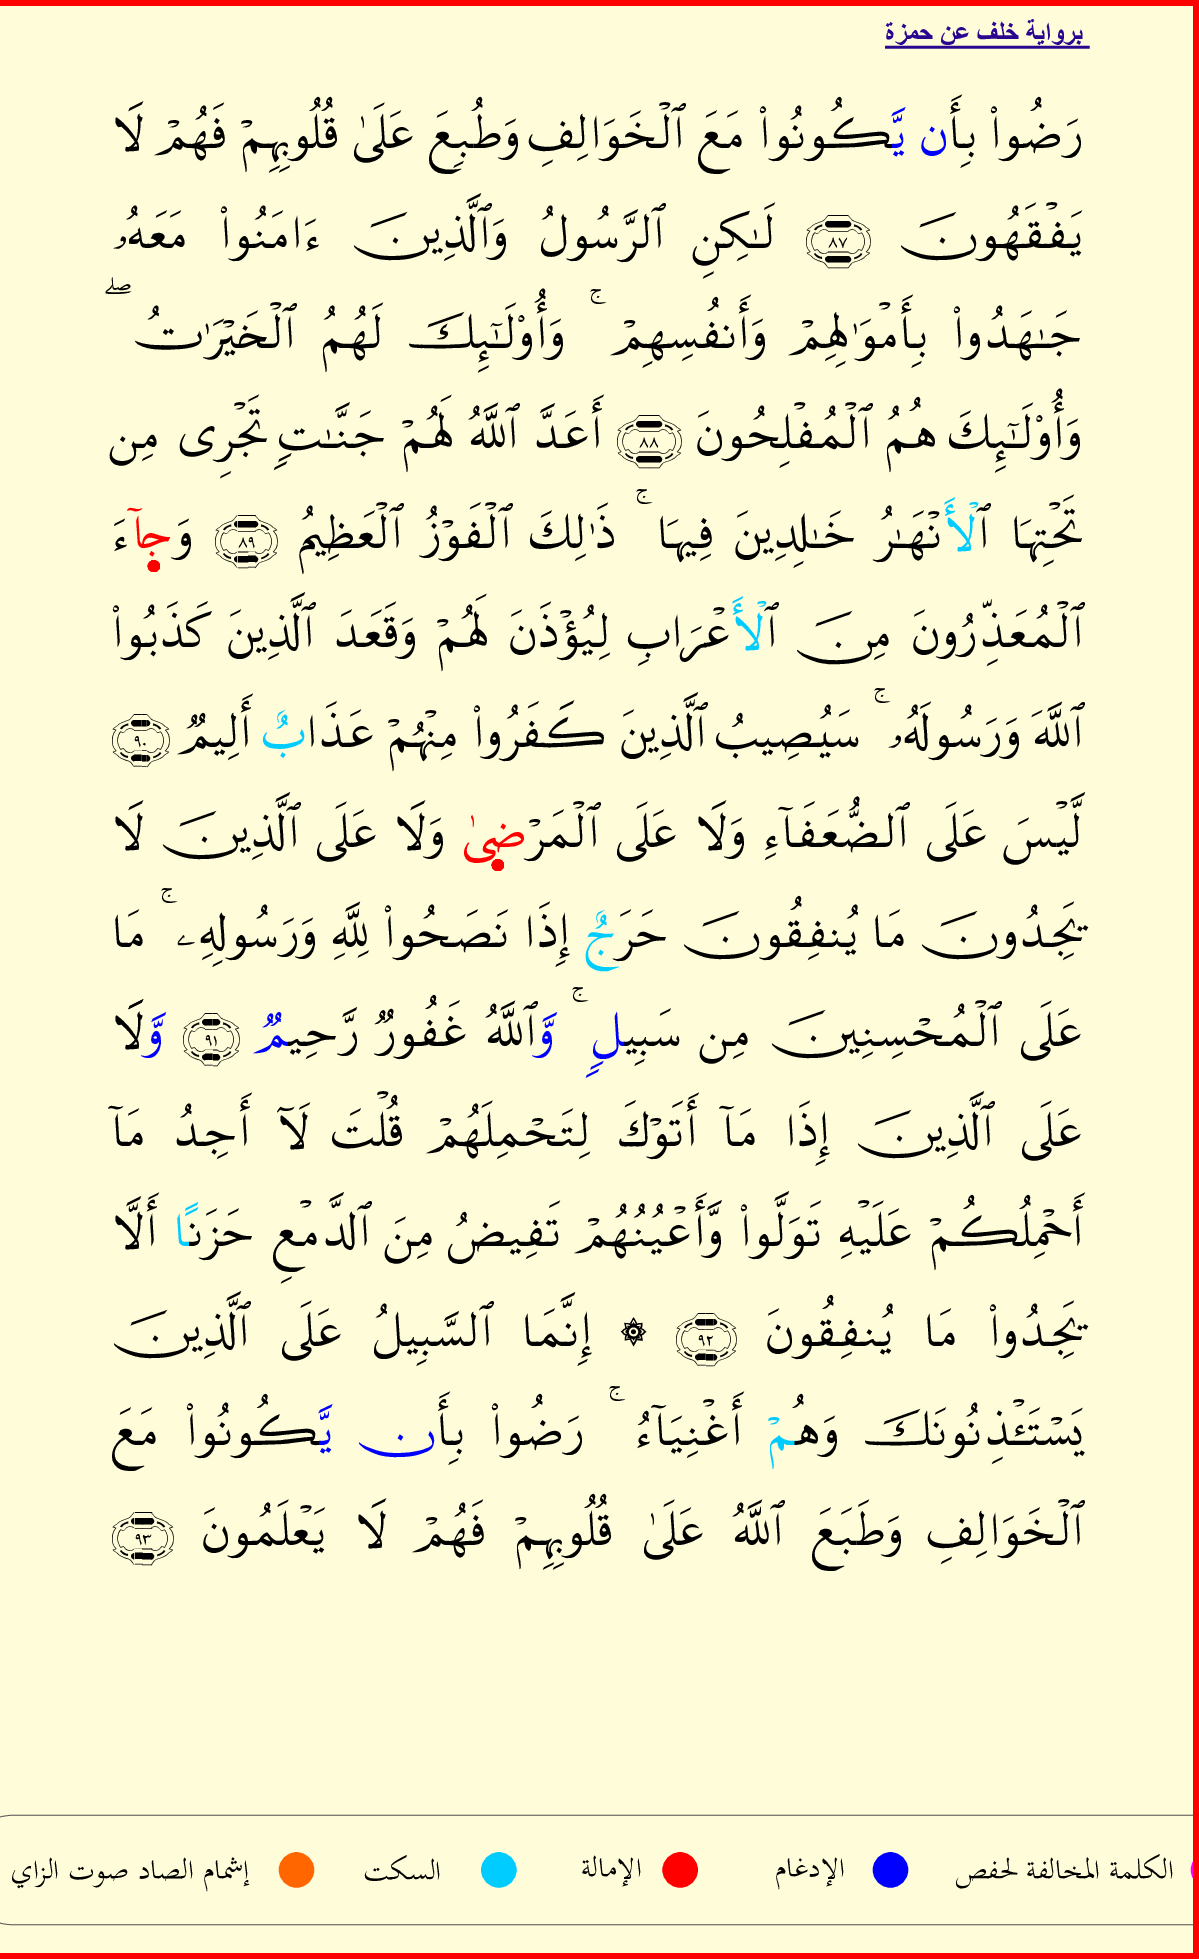 برواية خلف عن حمزة
رَضُوا۟ بِأَن يَّكُونُوا۟ مَعَ ٱلْخَوَالِفِ وَطُبِعَ عَلَىٰ قُلُوبِهِمْ فَهُمْ لَا
يَفْقَهُونَ ٨٧ لَـٰكِنِ ٱلرَّسُولُ وَٱلَّذِينَ ءَامَنُوا۟ مَعَهُۥ
جَـٰهَدُوا۟ بِأَمْوَٰلِهِمْ وَأَنفُسِهِمْ ۚ وَأُو۟لَـٰٓئِكَ لَهُمُ ٱلْخَيْرَٰتُ ۖ
وَأُو۟لَـٰٓئِكَ هُمُ ٱلْمُفْلِحُونَ ٨٨ أَعَدَّ ٱللَّهُ لَهُمْ جَنَّـٰتٍ تَجْرِى مِن
تَحْتِهَا ٱلْأَنْهَـٰرُ خَـٰلِدِينَ فِيهَا ۚ ذَٰلِكَ ٱلْفَوْزُ ٱلْعَظِيمُ ٨٩ وَجِآءَ
ٱلْمُعَذِّرُونَ مِنَ ٱلْأَعْرَابِ لِيُؤْذَنَ لَهُمْ وَقَعَدَ ٱلَّذِينَ كَذَبُوا۟
ٱللَّهَ وَرَسُولَهُۥ ۚ سَيُصِيبُ ٱلَّذِينَ كَفَرُوا۟ مِنْهُمْ عَذَابٌ أَلِيمٌ ٩٠
لَّيْسَ عَلَى ٱلضُّعَفَآءِ وَلَا عَلَى ٱلْمَرْضِىٰ وَلَا عَلَى ٱلَّذِينَ لَا
يَجِدُونَ مَا يُنفِقُونَ حَرَجٌ إِذَا نَصَحُوا۟ لِلَّهِ وَرَسُولِهِۦ ۚ مَا
عَلَى ٱلْمُحْسِنِينَ مِن سَبِيلٍ ۚ وَّٱللَّهُ غَفُورٌ رَّحِيمٌ ٩١ وَّلَا
عَلَى ٱلَّذِينَ إِذَا مَآ أَتَوْكَ لِتَحْمِلَهُمْ قُلْتَ لَآ أَجِدُ مَآ
أَحْمِلُكُمْ عَلَيْهِ تَوَلَّوا۟ وَّأَعْيُنُهُمْ تَفِيضُ مِنَ ٱلدَّمْعِ حَزَنًا أَلَّا
يَجِدُوا۟ مَا يُنفِقُونَ ٩٢ ۞ إِنَّمَا ٱلسَّبِيلُ عَلَى ٱلَّذِينَ
يَسْتَـْٔذِنُونَكَ وَهُمْ أَغْنِيَآءُ ۚ رَضُوا۟ بِأَن يَّكُونُوا۟ مَعَ
ٱلْخَوَالِفِ وَطَبَعَ ٱللَّهُ عَلَىٰ قُلُوبِهِمْ فَهُمْ لَا يَعْلَمُونَ ٩٣
الكلمة المخالفة لحفص الإدغام الإمالة السكت إشمام الصاد صوت الزاي